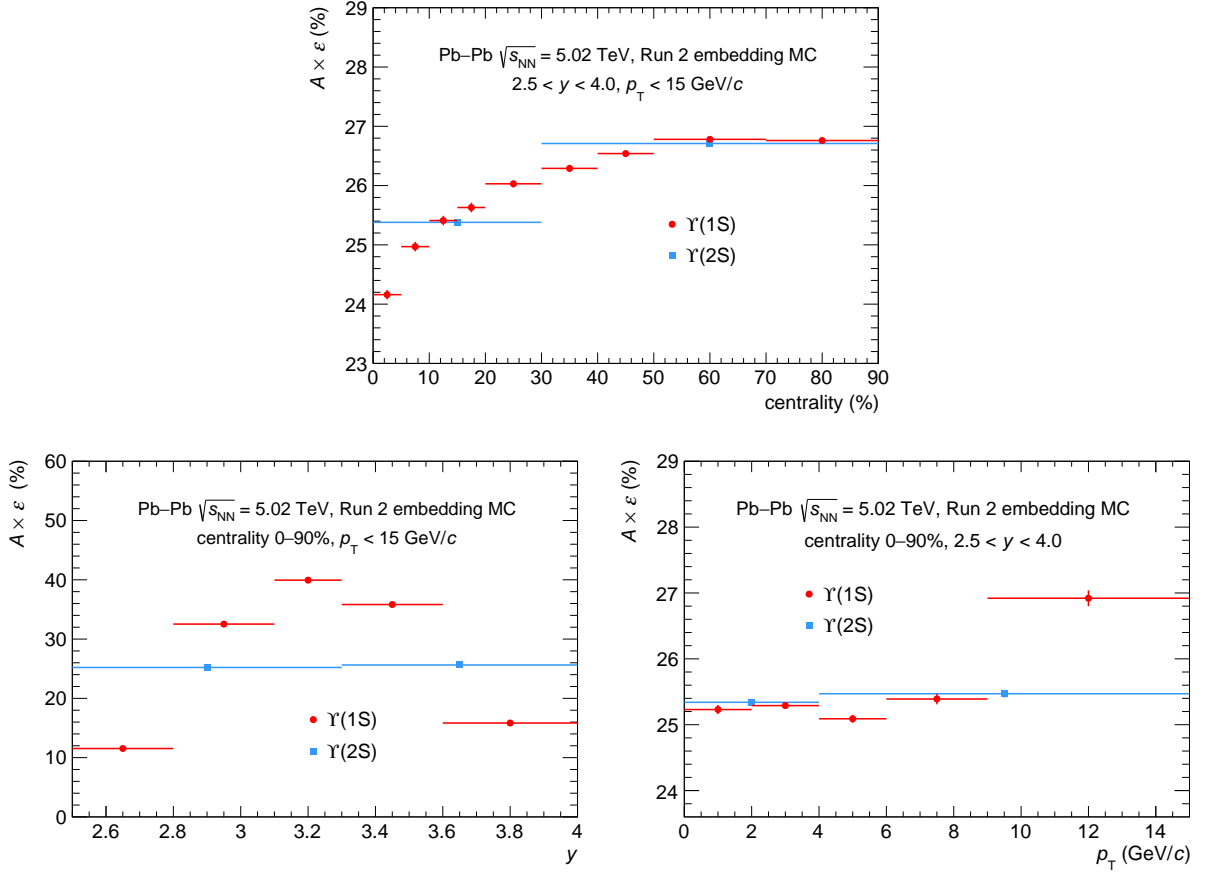 A × ε (%)
29
28
27
26
25
24
23
Pb–Pb √sNN = 5.02 TeV, Run 2 embedding MC
2.5 < y < 4.0, pT < 15 GeV/c
ϒ(1S)
ϒ(2S)
0 10 20 30 40 50 60 70 80 90
centrality (%)
A × ε (%)
60
50
40
30
20
10
0
Pb–Pb √sNN = 5.02 TeV, Run 2 embedding MC
centrality 0–90%, pT < 15 GeV/c
ϒ(1S)
ϒ(2S)
2.6 2.8 3 3.2 3.4 3.6 3.8 4
y
A × ε (%)
29
28
27
26
25
24
Pb–Pb √sNN = 5.02 TeV, Run 2 embedding MC
centrality 0–90%, 2.5 < y < 4.0
ϒ(1S)
ϒ(2S)
0 2 4 6 8 10 12 14
pT (GeV/c)